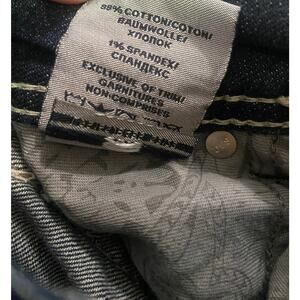 99% COTTON/COTON/
BAUMWOLLE/
ХЛОПОК
1% SPANDEX/
СПАНДЕКС
EXCLUSIVE OF TRIM/
GARNITURES
NON-COMPRISES